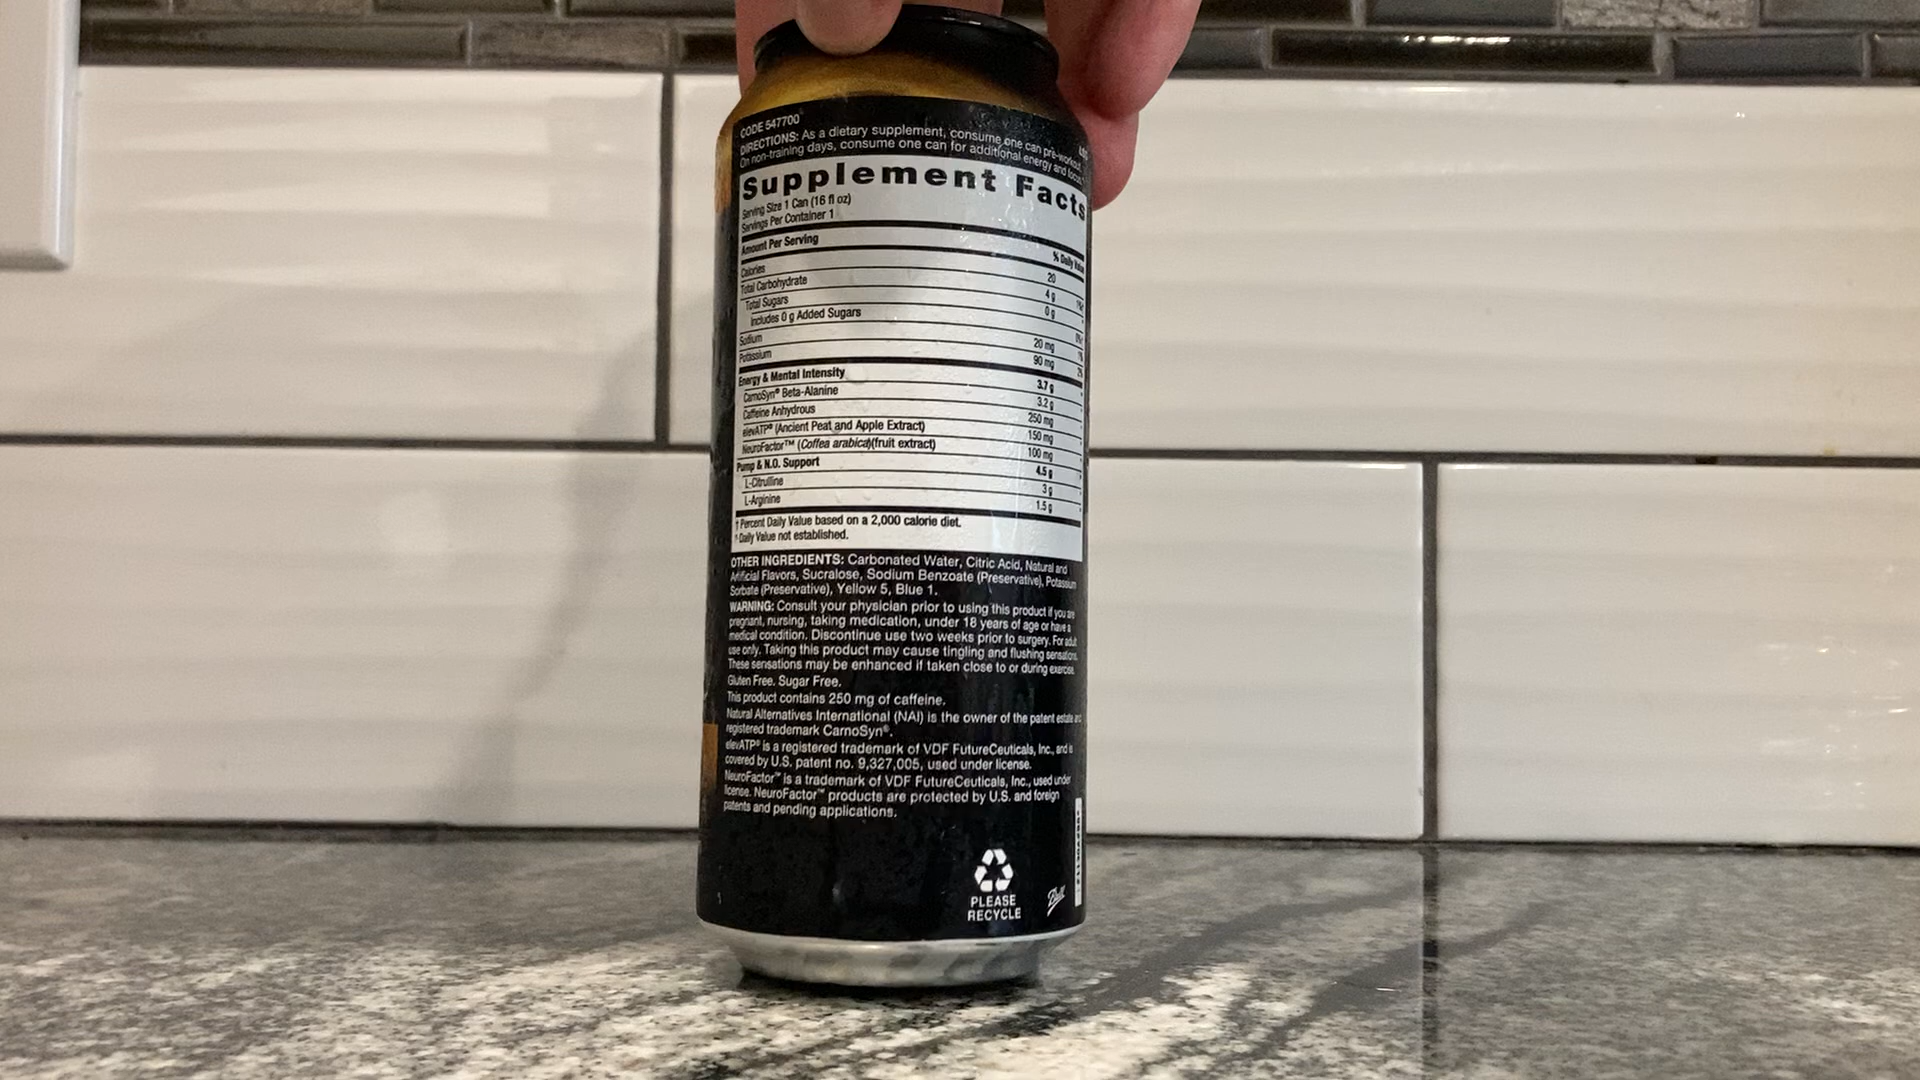 CODE 547700
DIRECTIONS: As a dietary supplement, consume one can pre-workout.
On non-training days, consume one can for additional energy and focus.
Supplement Facts
Serving Size 1 Can (16 fl oz)
Servings Per Container 1
Amount Per Serving % Daily Value
Calories 20
Total Carbohydrate 4 g 1%†
Total Sugars 0 g
Includes 0 g Added Sugars 0%†
Sodium 20 mg 1%
Potassium 90 mg 2%
Energy & Mental Intensity 3.7 g
CarnoSyn® Beta-Alanine 3.2 g
Caffeine Anhydrous 250 mg
elevATP® (Ancient Peat and Apple Extract) 150 mg
NeuroFactor™ (Coffea arabica)(fruit extract) 100 mg
Pump & N.O. Support 4.5 g
L-Citrulline 3 g
L-Arginine 1.5 g
† Percent Daily Value based on a 2,000 calorie diet.
* Daily Value not established.
OTHER INGREDIENTS: Carbonated Water, Citric Acid, Natural and
Artificial Flavors, Sucralose, Sodium Benzoate (Preservative), Potassium
Sorbate (Preservative), Yellow 5, Blue 1.
WARNING: Consult your physician prior to using this product if you are
pregnant, nursing, taking medication, under 18 years of age or have a
medical condition. Discontinue use two weeks prior to surgery. For adult
use only. Taking this product may cause tingling and flushing sensations.
These sensations may be enhanced if taken close to or during exercise.
Gluten Free. Sugar Free.
This product contains 250 mg of caffeine.
Natural Alternatives International (NAI) is the owner of the patent estate and
registered trademark CarnoSyn®.
elevATP® is a registered trademark of VDF FutureCeuticals, Inc., and is
covered by U.S. patent no. 9,327,005, used under license.
NeuroFactor™ is a trademark of VDF FutureCeuticals, Inc., used under
license. NeuroFactor™ products are protected by U.S. and foreign
patents and pending applications.
PLEASE
RECYCLE
Ball